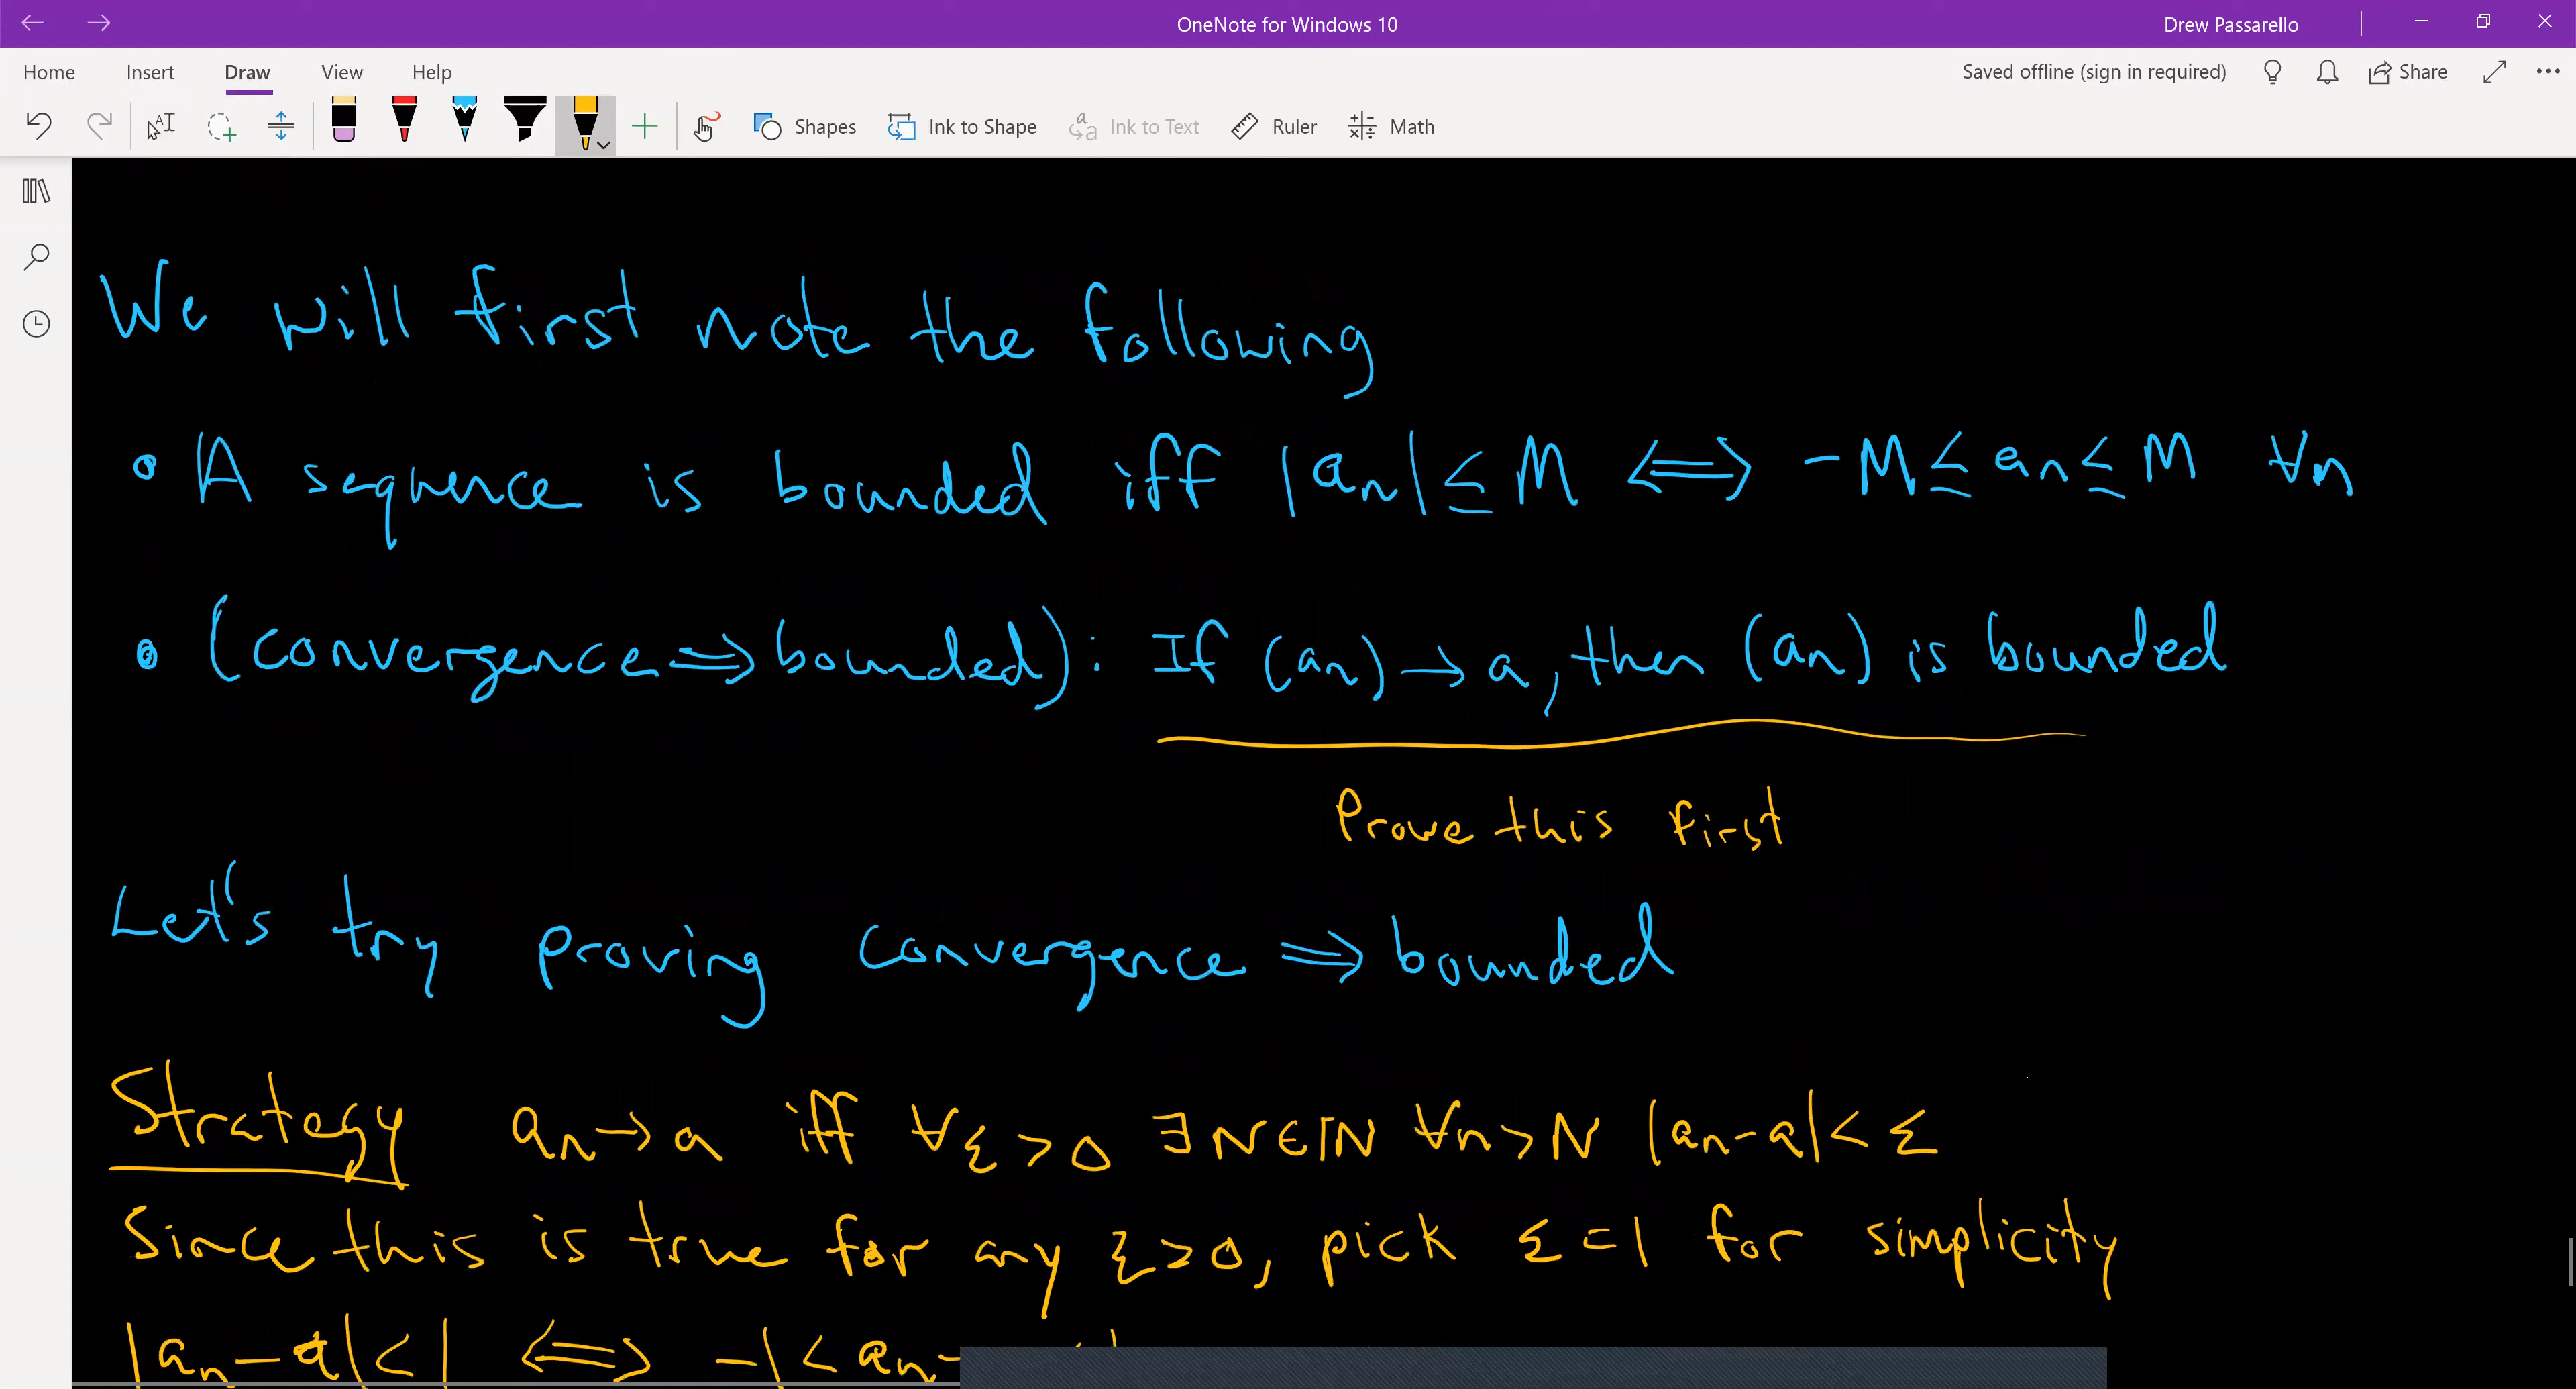 OneNote for Windows 10
Drew Passarello
Home Insert Draw View Help
Saved offline (sign in required) Share
Shapes Ink to Shape Ink to Text Ruler Math
We will first note the following
• A sequence is bounded iff |an| ≤ M ⟺ -M ≤ an ≤ M ∀n
• (convergence ⟹ bounded): If (an) → a, then (an) is bounded
Prove this first
Let's try proving convergence ⟹ bounded
Strategy an → a iff ∀ε > 0 ∃N∈ℕ ∀n>N |an-a| < ε
Since this is true for any ε > 0, pick ε = 1 for simplicity
|an-a| < 1 ⟺ -1 < an-